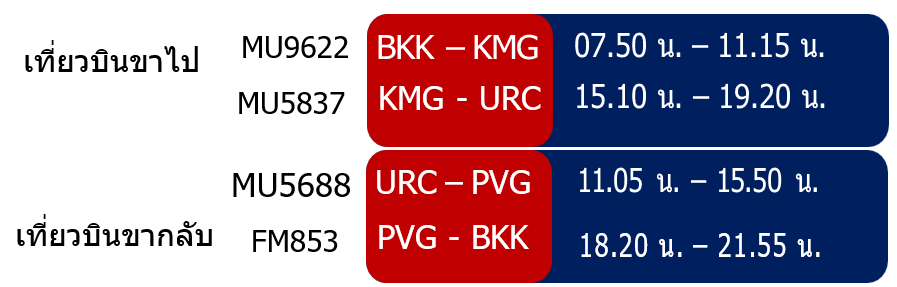 เที่ยวบินขาไป
MU9622 BKK – KMG 07.50 น. – 11.15 น.
MU5837 KMG - URC 15.10 น. – 19.20 น.
เที่ยวบินขากลับ
MU5688 URC – PVG 11.05 น. – 15.50 น.
FM853 PVG - BKK 18.20 น. – 21.55 น.